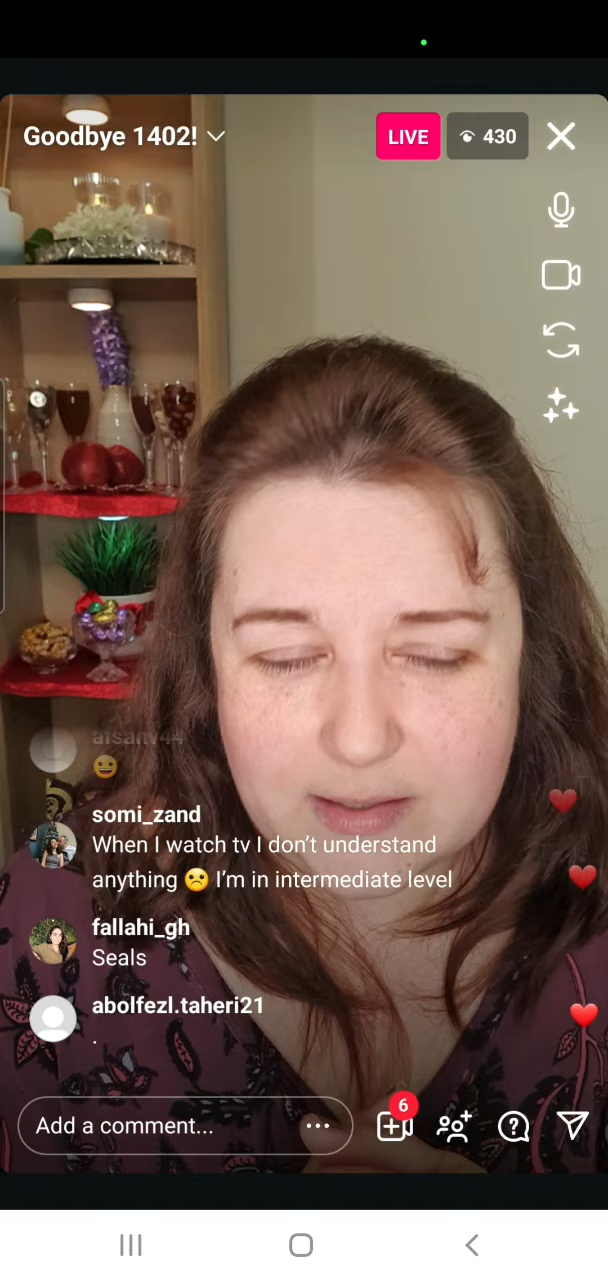 Goodbye 1402!
LIVE
430
afsanv44
😄
somi_zand
When I watch tv I don’t understand
anything 🙁 I’m in intermediate level
fallahi_gh
Seals
abolfezl.taheri21
.
6
Add a comment...